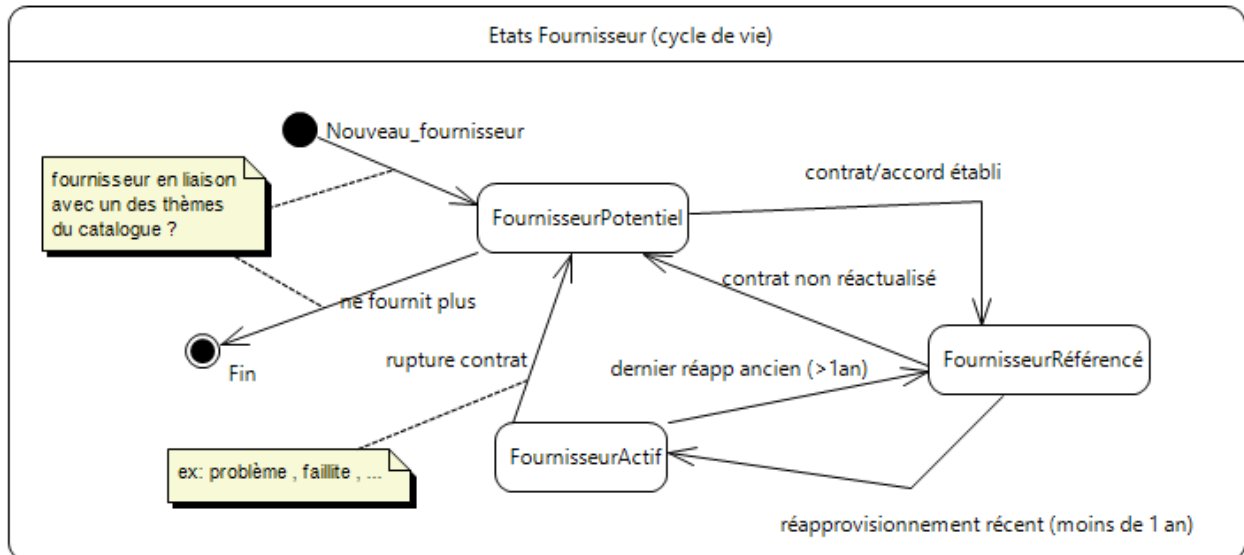 Etats Fournisseur (cycle de vie)
Nouveau_fournisseur
fournisseur en liaison
avec un des thèmes
du catalogue ?
contrat/accord établi
FournisseurPotentiel
contrat non réactualisé
ne fournit plus
Fin
rupture contrat
dernier réapp ancien (>1an)
FournisseurRéférencé
FournisseurActif
ex: problème , faillite , ...
réapprovisionnement récent (moins de 1 an)